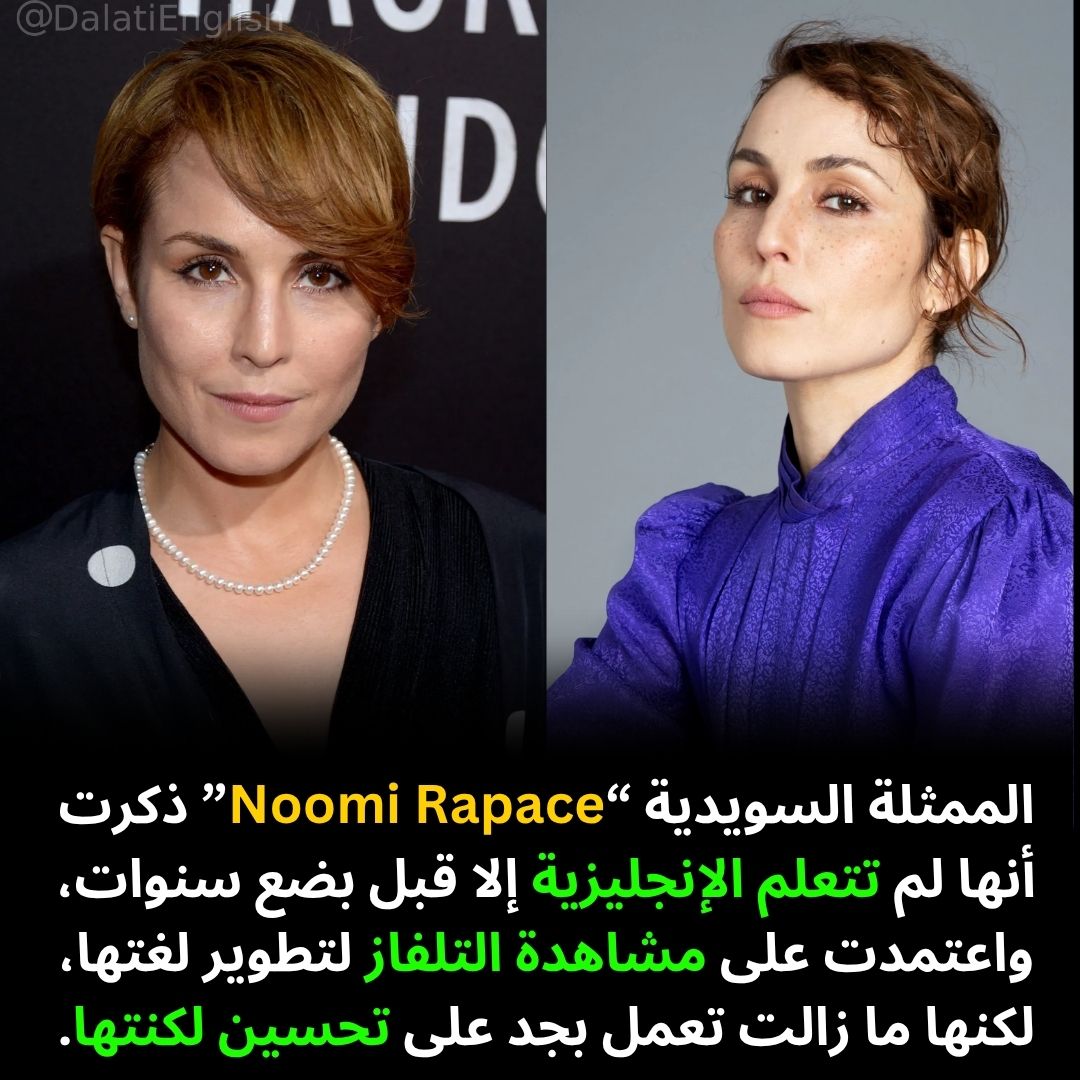 @DalatiEnglish
الممثلة السويدية “Noomi Rapace” ذكرت
أنها لم تتعلم الإنجليزية إلا قبل بضع سنوات،
واعتمدت على مشاهدة التلفاز لتطوير لغتها،
لكنها ما زالت تعمل بجد على تحسين لكنتها.